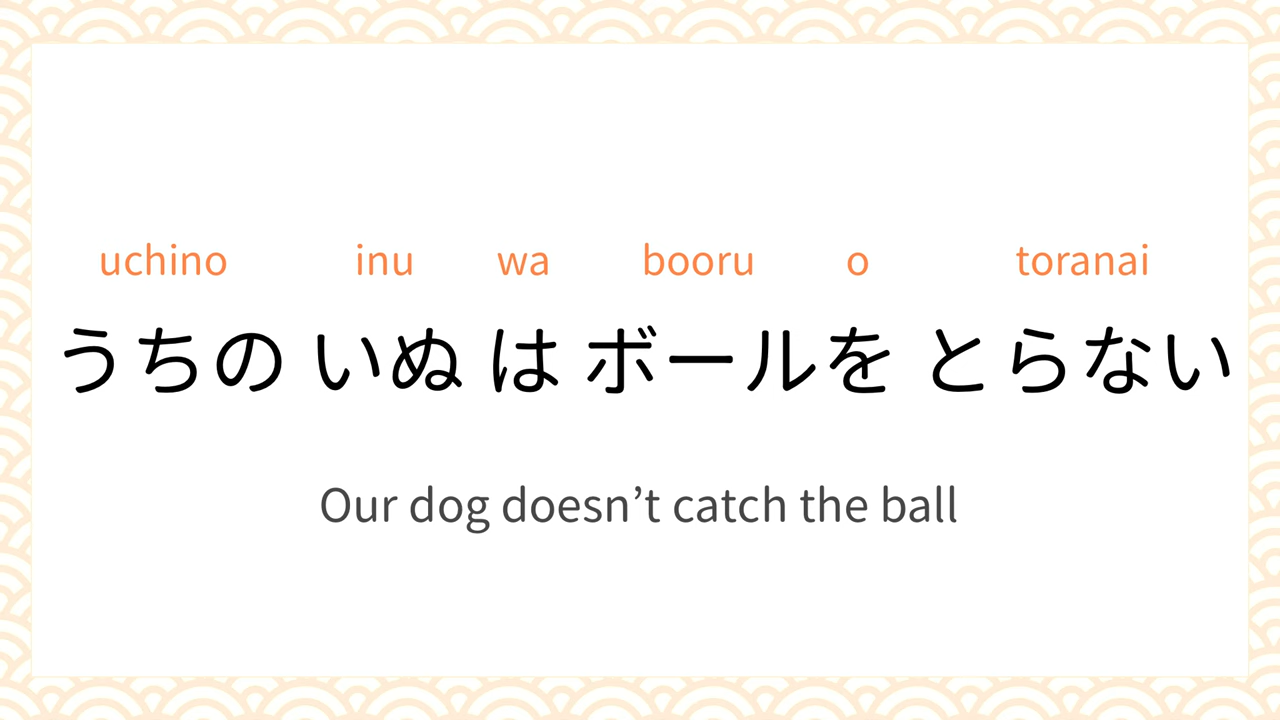 uchino inu wa booru o toranai
うちの いぬ は ボールを とらない
Our dog doesn’t catch the ball